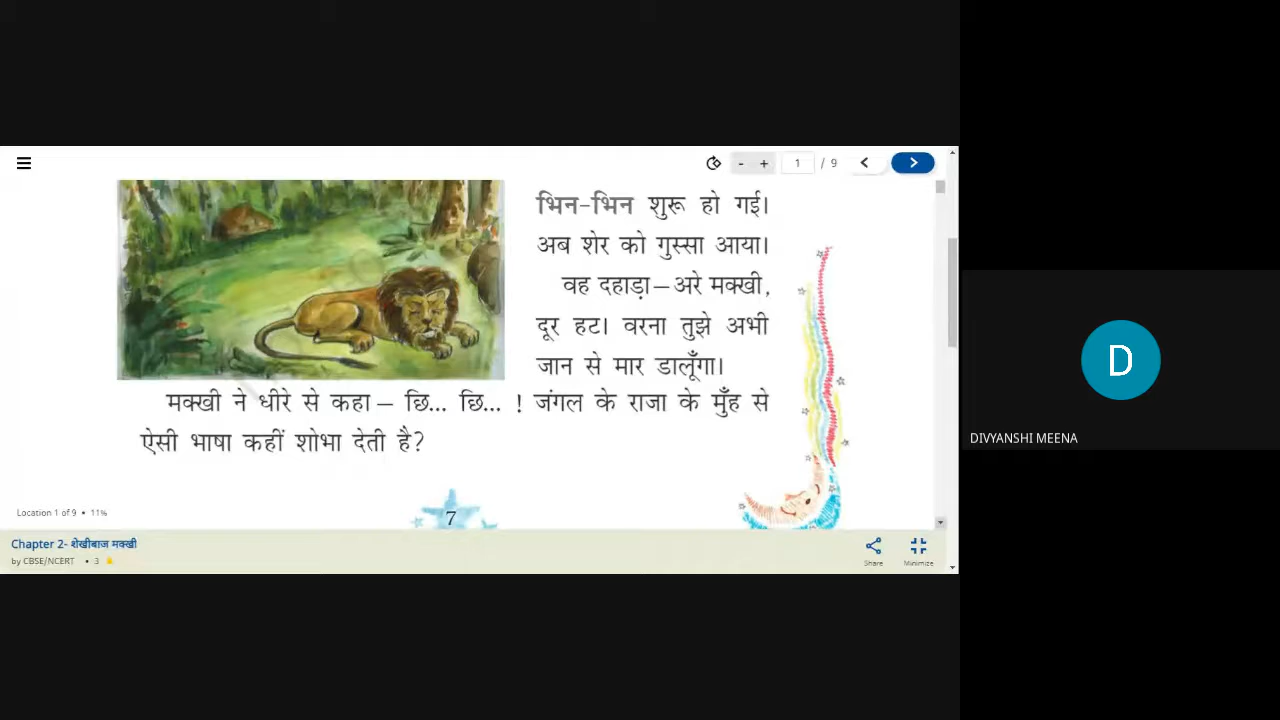 1 / 9
भिन-भिन शुरू हो गई।
अब शेर को गुस्सा आया।
वह दहाड़ा—अरे मक्खी,
दूर हट। वरना तुझे अभी
जान से मार डालूँगा।
मक्खी ने धीरे से कहा— छि... छि... ! जंगल के राजा के मुँह से
ऐसी भाषा कहीं शोभा देती है?
7
Location 1 of 9 • 11%
Chapter 2- शेखीबाज मक्खी
by CBSE/NCERT • 3
Share
Minimize
D
DIVYANSHI MEENA